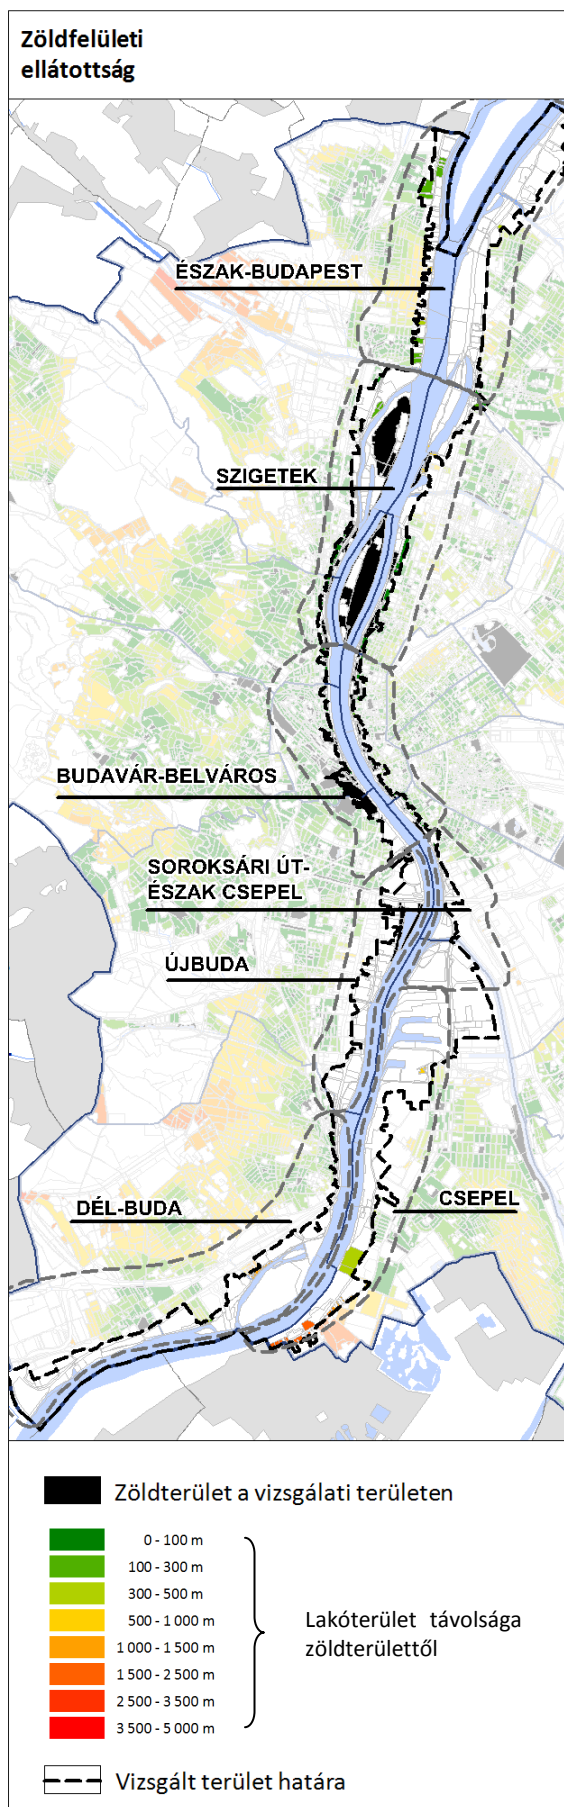 Zöldfelületi
ellátottság
ÉSZAK-BUDAPEST
SZIGETEK
BUDAVÁR-BELVÁROS
SOROKSÁRI ÚT-
ÉSZAK CSEPEL
ÚJBUDA
DÉL-BUDA
CSEPEL
Zöldterület a vizsgálati területen
0 - 100 m
100 - 300 m
300 - 500 m
500 - 1 000 m
1 000 - 1 500 m
1 500 - 2 500 m
2 500 - 3 500 m
3 500 - 5 000 m
Lakóterület távolsága
zöldterülettől
Vizsgált terület határa